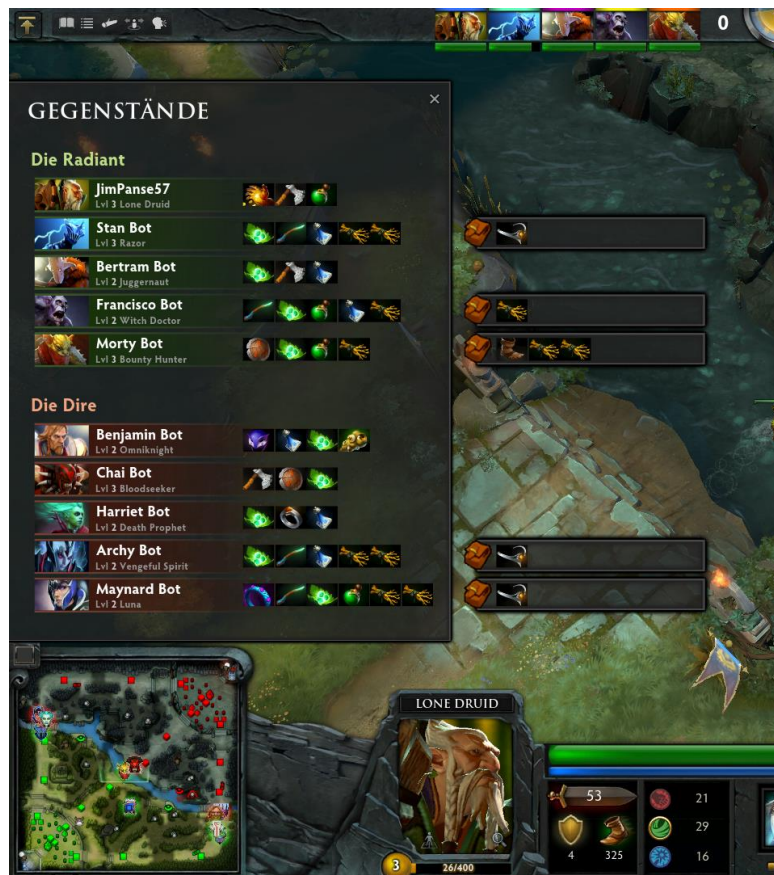 0
GEGENSTÄNDE
×
Die Radiant
JimPanse57
Lvl 3 Lone Druid
Stan Bot
Lvl 3 Razor
Bertram Bot
Lvl 2 Juggernaut
Francisco Bot
Lvl 2 Witch Doctor
Morty Bot
Lvl 3 Bounty Hunter
Die Dire
Benjamin Bot
Lvl 2 Omniknight
Chai Bot
Lvl 3 Bloodseeker
Harriet Bot
Lvl 2 Death Prophet
Archy Bot
Lvl 2 Vengeful Spirit
Maynard Bot
Lvl 2 Luna
LONE DRUID
53
21
29
4
325
16
3
26/400